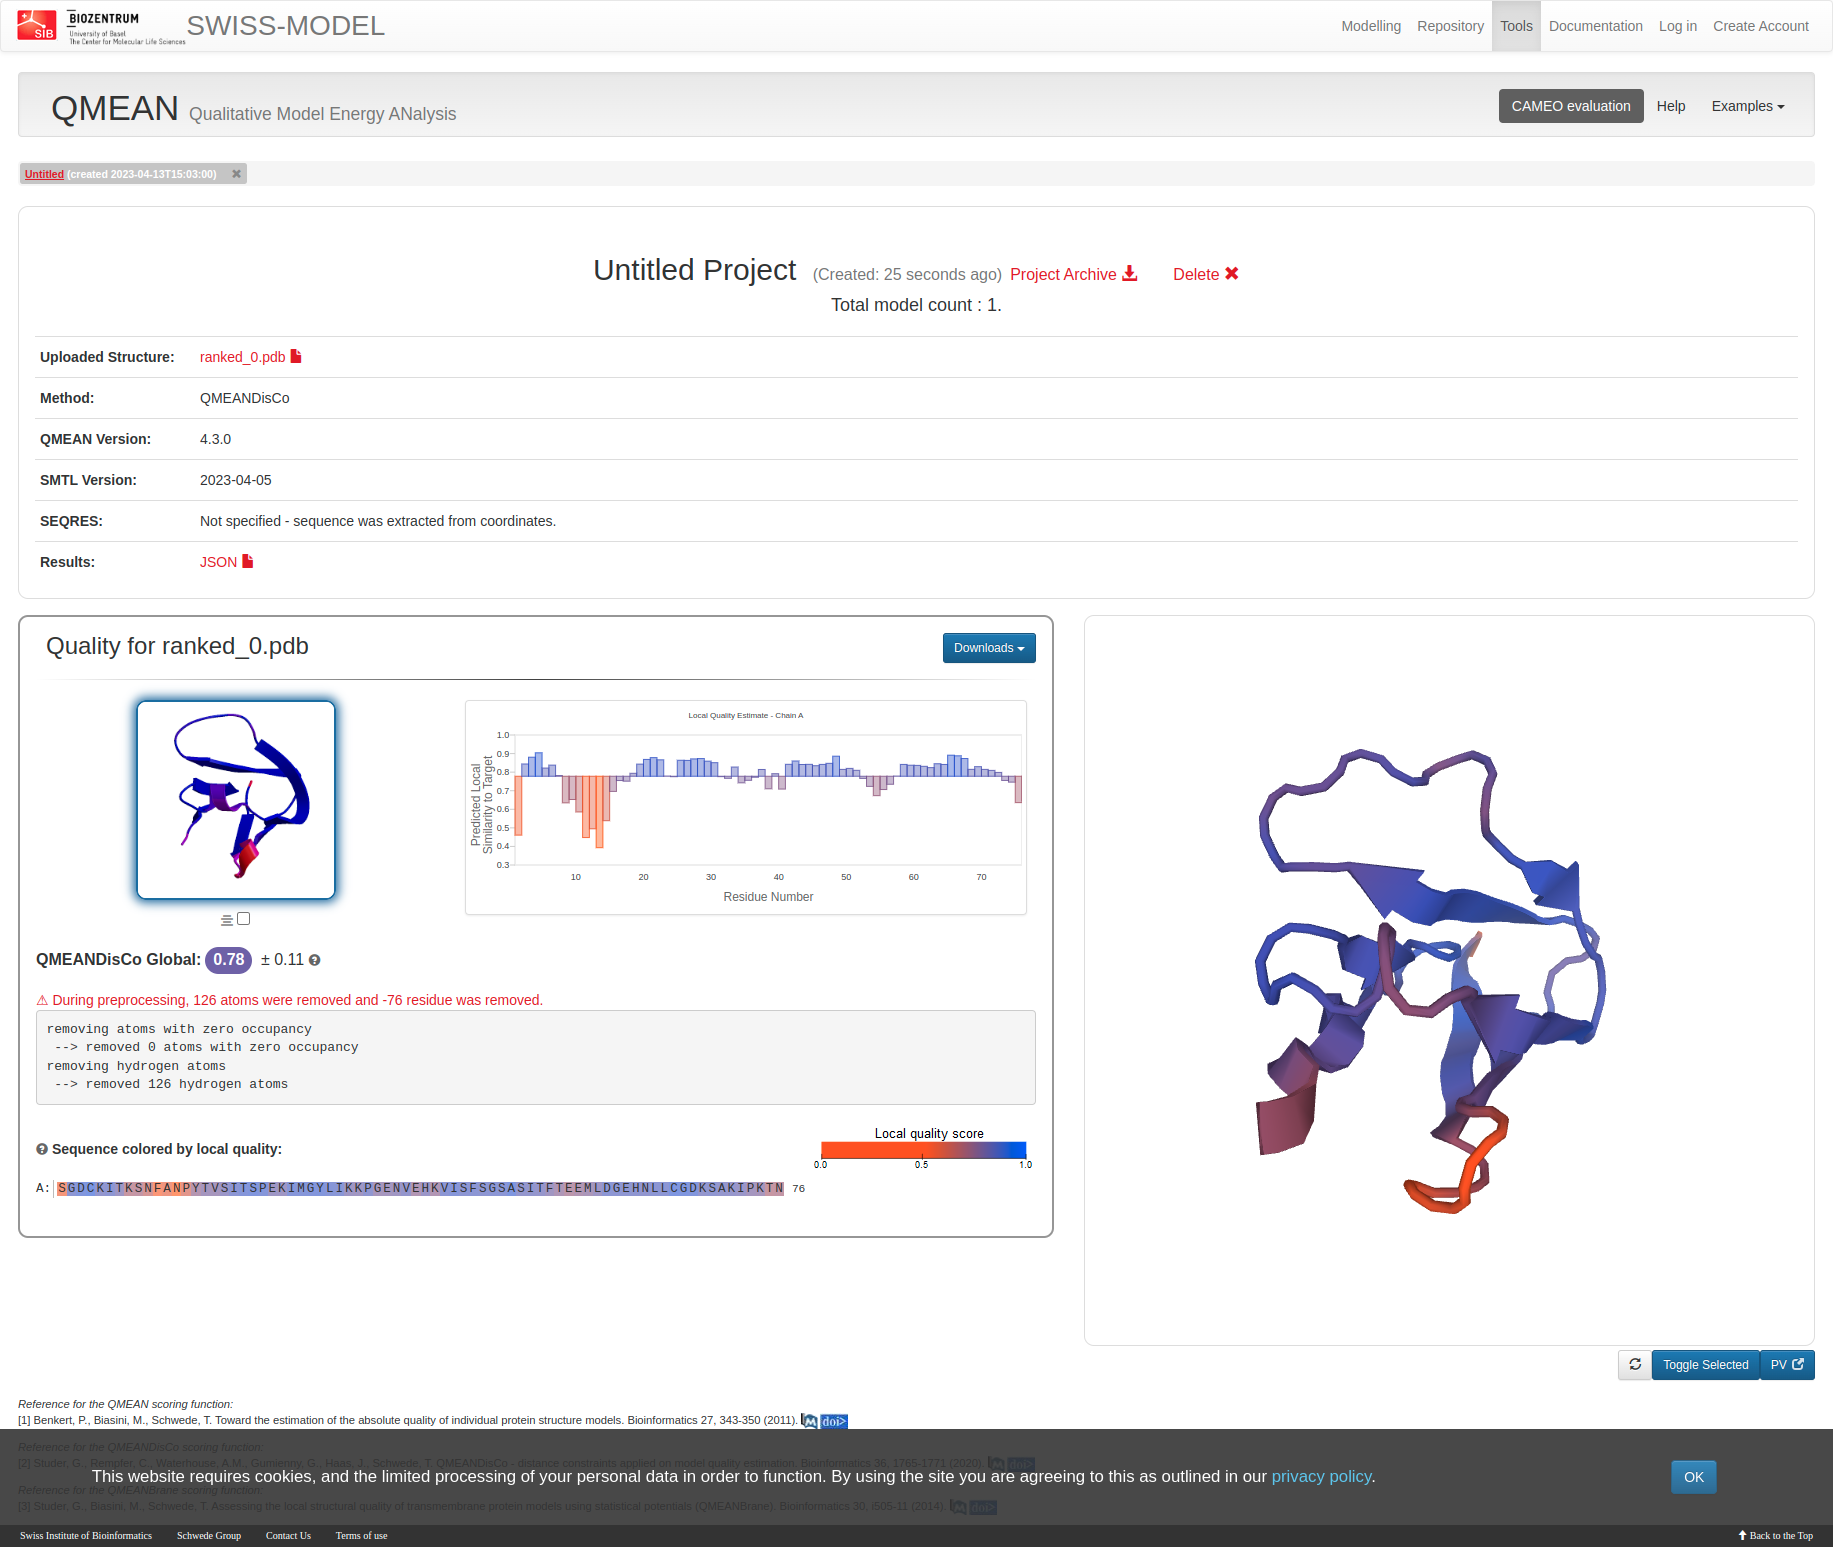 SIB
BIOZENTRUM
University of Basel
The Center for Molecular Life Sciences
SWISS-MODEL
Modelling
Repository
Tools
Documentation
Log in
Create Account
QMEAN Qualitative Model Energy ANalysis
CAMEO evaluation
Help
Examples
Untitled (created 2023-04-13T15:03:00) ✖
Untitled Project (Created: 25 seconds ago) Project Archive Delete ✖
Total model count : 1.
Uploaded Structure: ranked_0.pdb
Method: QMEANDisCo
QMEAN Version: 4.3.0
SMTL Version: 2023-04-05
SEQRES: Not specified - sequence was extracted from coordinates.
Results: JSON
Quality for ranked_0.pdb
Downloads
Local Quality Estimate - Chain A
Predicted Local
Similarity to Target
1.0
0.9
0.8
0.7
0.6
0.5
0.4
0.3
10 20 30 40 50 60 70
Residue Number
QMEANDisCo Global: 0.78 ± 0.11
⚠ During preprocessing, 126 atoms were removed and -76 residue was removed.
removing atoms with zero occupancy
--> removed 0 atoms with zero occupancy
removing hydrogen atoms
--> removed 126 hydrogen atoms
Sequence colored by local quality:
Local quality score
0.0 0.5 1.0
A: SGDCKITKSNFANPYTVSITSPEKIMGYLIKKPGENVEHKVISFSGSASITFTEEMLDGEHNLLCGDKSAKIPKTN 76
Toggle Selected
PV
Reference for the QMEAN scoring function:
[1] Benkert, P., Biasini, M., Schwede, T. Toward the estimation of the absolute quality of individual protein structure models. Bioinformatics 27, 343-350 (2011). M doi>
Reference for the QMEANDisCo scoring function:
[2] Studer, G., Rempfer, C., Waterhouse, A.M., Gumienny, G., Haas, J., Schwede, T. QMEANDisCo - distance constraints applied on model quality estimation. Bioinformatics 36, 1765-1771 (2020). M doi>
This website requires cookies, and the limited processing of your personal data in order to function. By using the site you are agreeing to this as outlined in our privacy policy.
OK
Reference for the QMEANBrane scoring function:
[3] Studer, G., Biasini, M., Schwede, T. Assessing the local structural quality of transmembrane protein models using statistical potentials (QMEANBrane). Bioinformatics 30, i505-11 (2014). M doi>
Swiss Institute of Bioinformatics
Schwede Group
Contact Us
Terms of use
Back to the Top